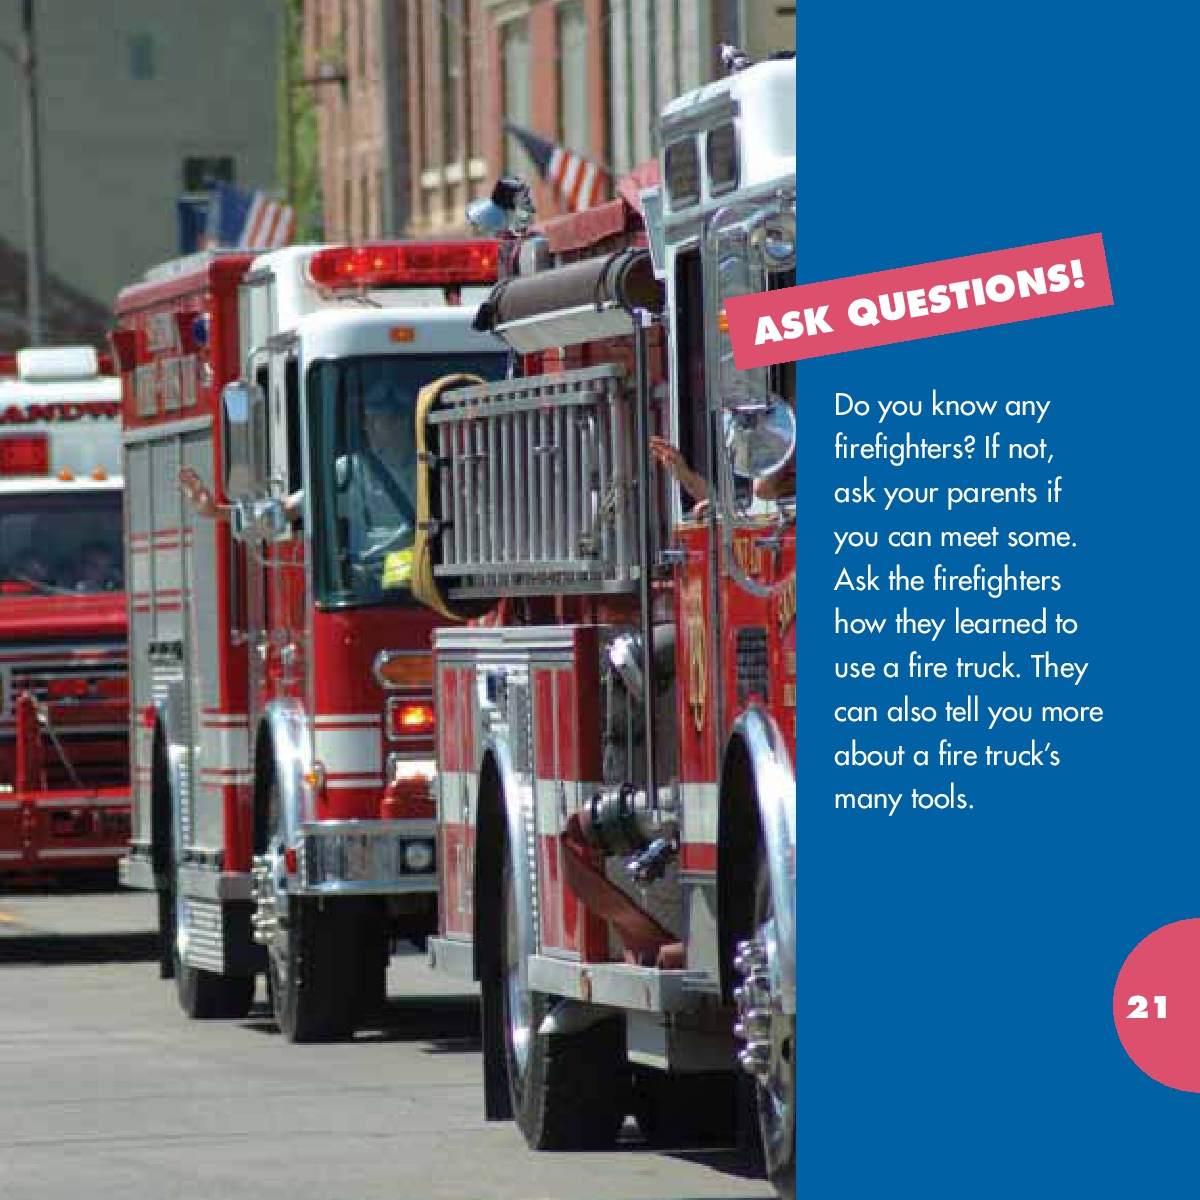 ASK QUESTIONS!
Do you know any
firefighters? If not,
ask your parents if
you can meet some.
Ask the firefighters
how they learned to
use a fire truck. They
can also tell you more
about a fire truck’s
many tools.
21